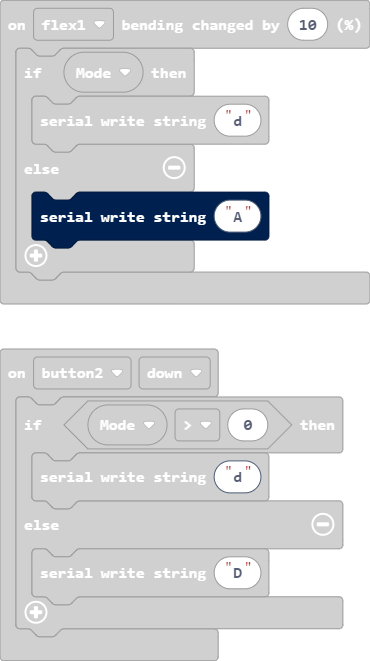 on flex1 bending changed by 10 (%)
if Mode then
serial write string "d"
else
serial write string "A"
on button2 down
if Mode > 0 then
serial write string "d"
else
serial write string "D"